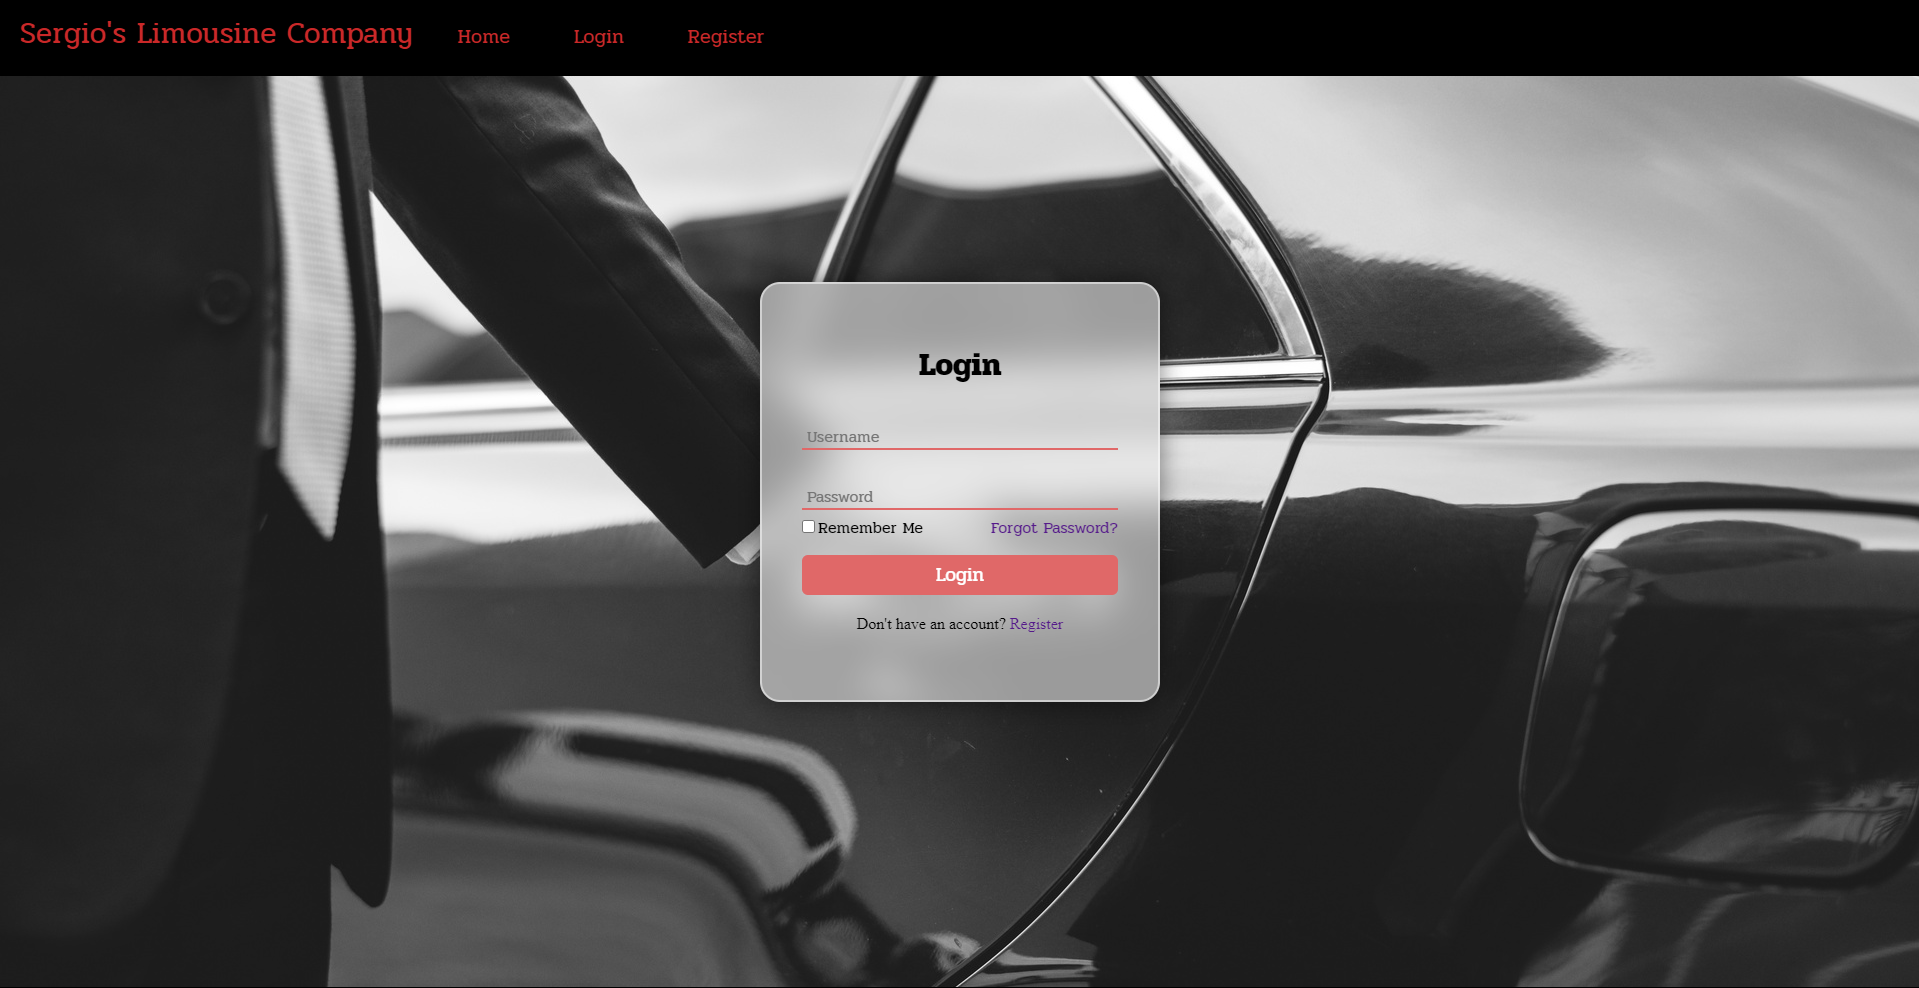 Sergio's Limousine Company Home Login Register
Login
Username
Password
Remember Me Forgot Password?
Login
Don't have an account? Register